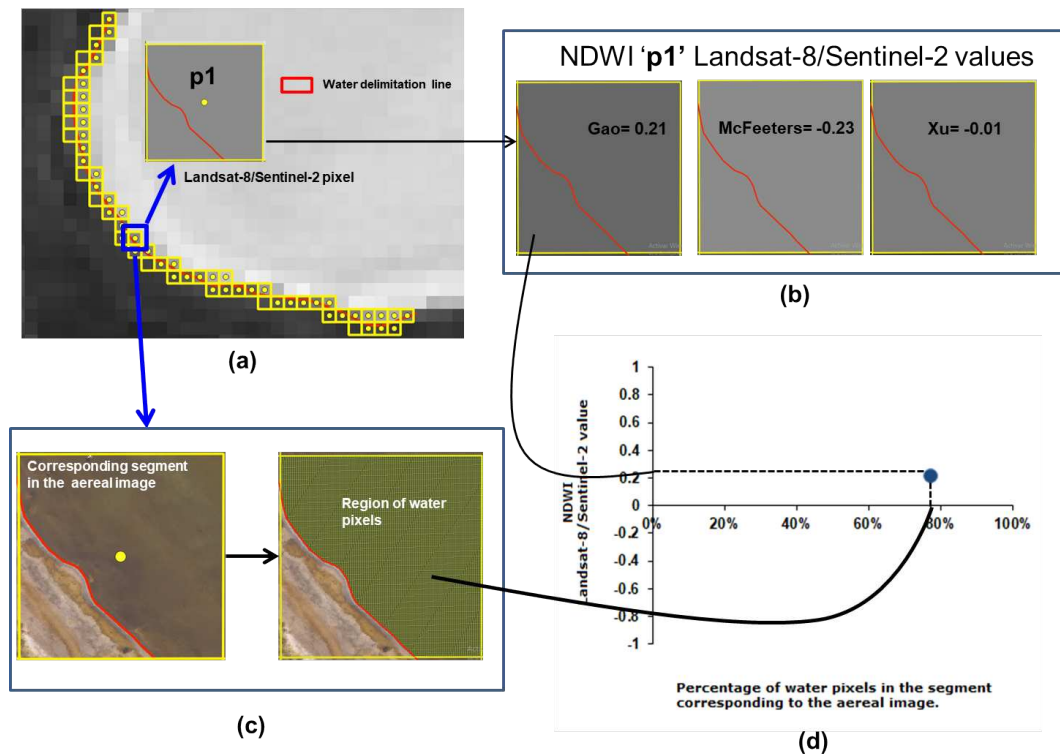 p1
Water delimitation line
Landsat-8/Sentinel-2 pixel
(a)
NDWI ‘p1’ Landsat-8/Sentinel-2 values
Gao= 0.21
McFeeters= -0.23
Xu= -0.01
(b)
Corresponding segment
in the aereal image
Region of water
pixels
(c)
NDWI
Landsat-8/Sentinel-2 value
1
0.8
0.6
0.4
0.2
0
-0.2
-0.4
-0.6
-0.8
-1
0%
20%
40%
60%
80%
100%
Percentage of water pixels in the segment
corresponding to the aereal image.
(d)